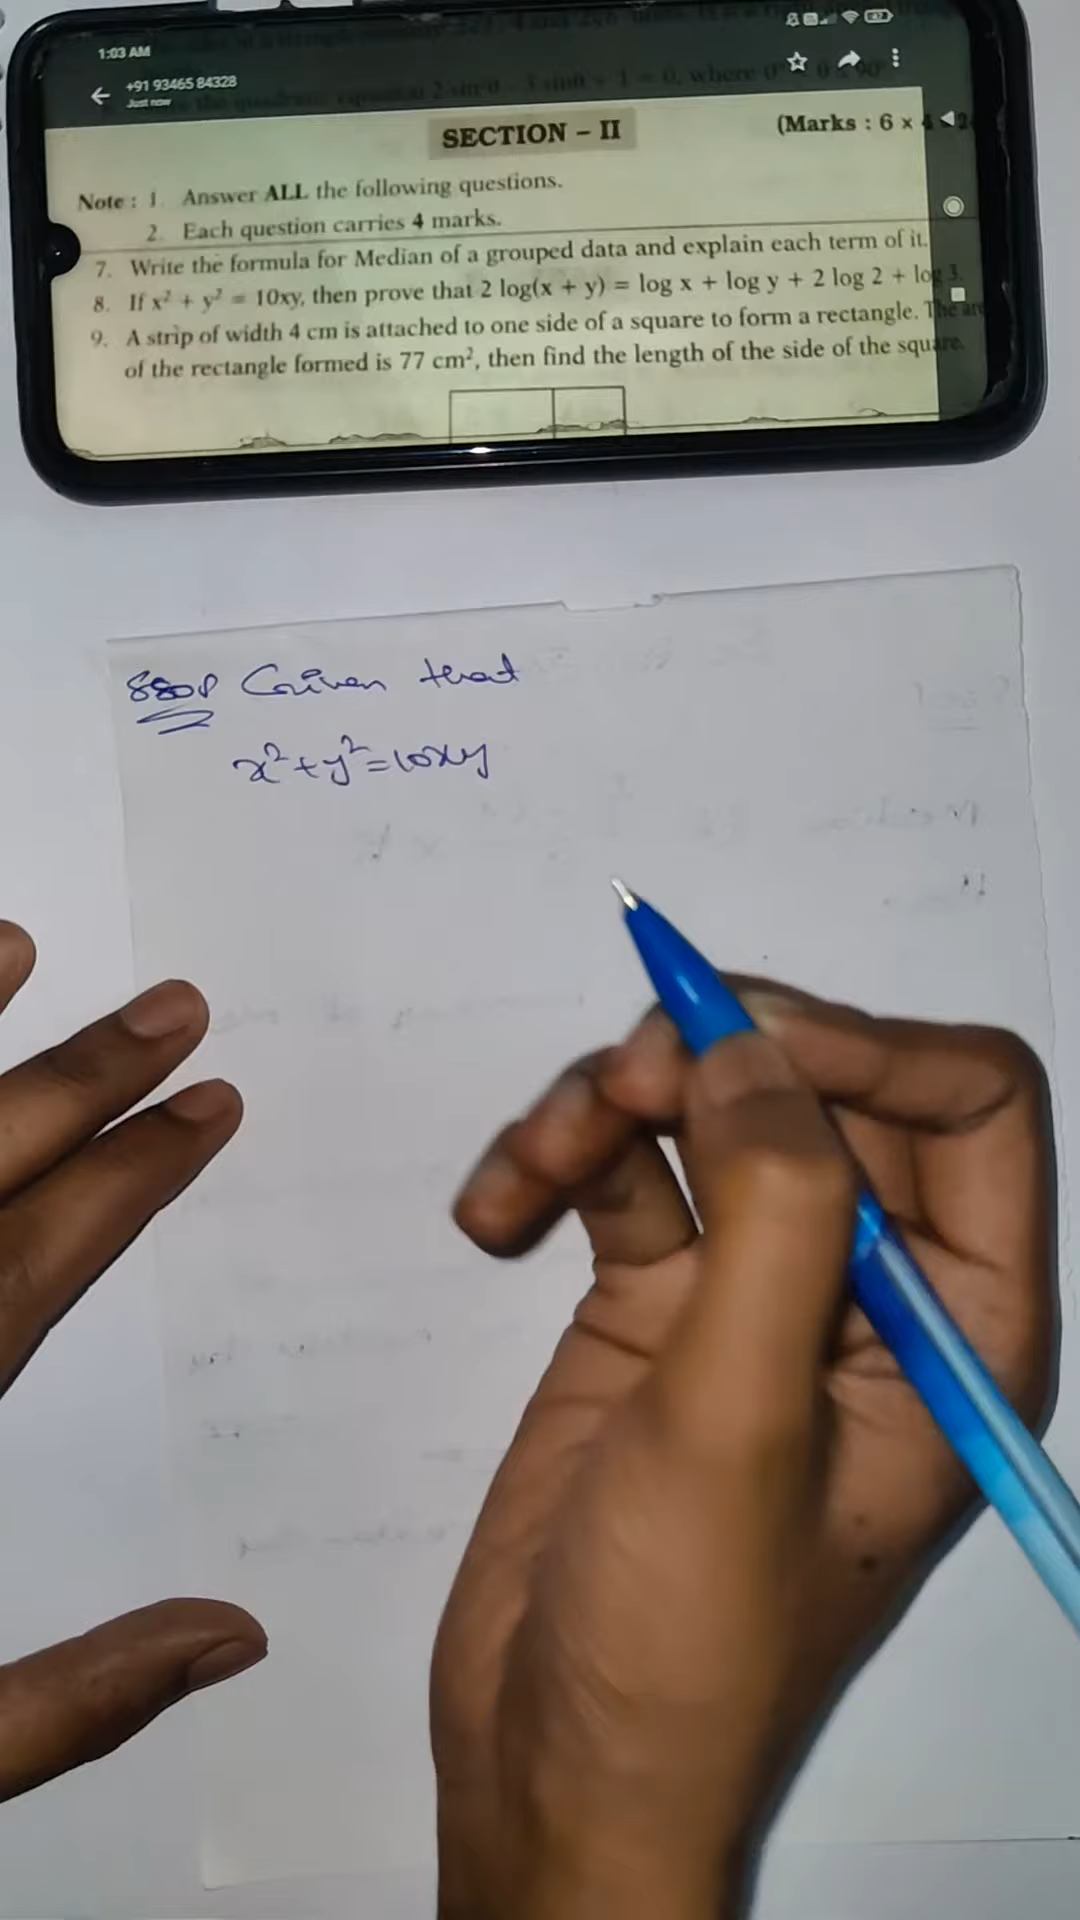 1:03 AM
+91 93465 84328
Just now
SECTION – II
(Marks : 6 ×
Note : 1. Answer ALL the following questions.
2. Each question carries 4 marks.
7. Write the formula for Median of a grouped data and explain each term of it.
8. If x² + y² = 10xy, then prove that 2 log(x + y) = log x + log y + 2 log 2 + log 3.
9. A strip of width 4 cm is attached to one side of a square to form a rectangle. The are
of the rectangle formed is 77 cm², then find the length of the side of the square.
Given that
x²+y²=10xy